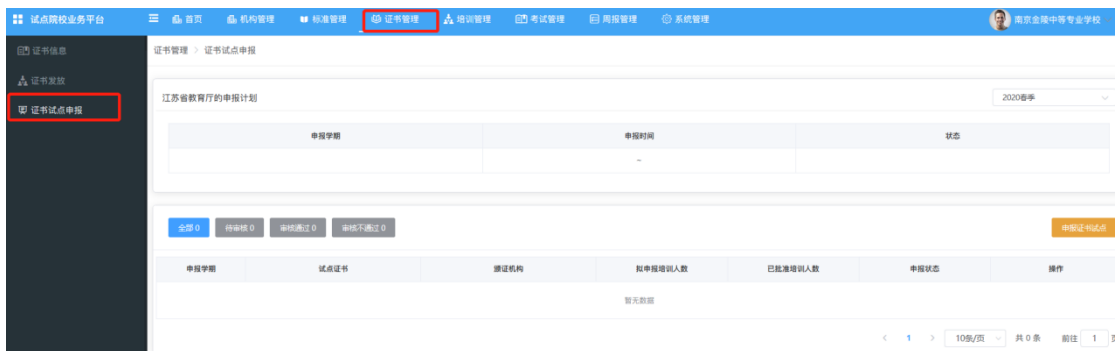 试点院校业务平台 首页 机构管理 标准管理 证书管理 培训管理 考试管理 周报管理 系统管理 南京金陵中等专业学校
证书信息
证书发放
证书试点申报
证书管理 > 证书试点申报
江苏省教育厅的申报计划 2020春季
申报学期 申报时间 状态
~
全部 0 待审核 0 审核通过 0 审核不通过 0 申报证书试点
申报学期 试点证书 颁证机构 拟申报培训人数 已批准培训人数 申报状态 操作
暂无数据
< 1 > 10条/页 共 0 条 前往 1